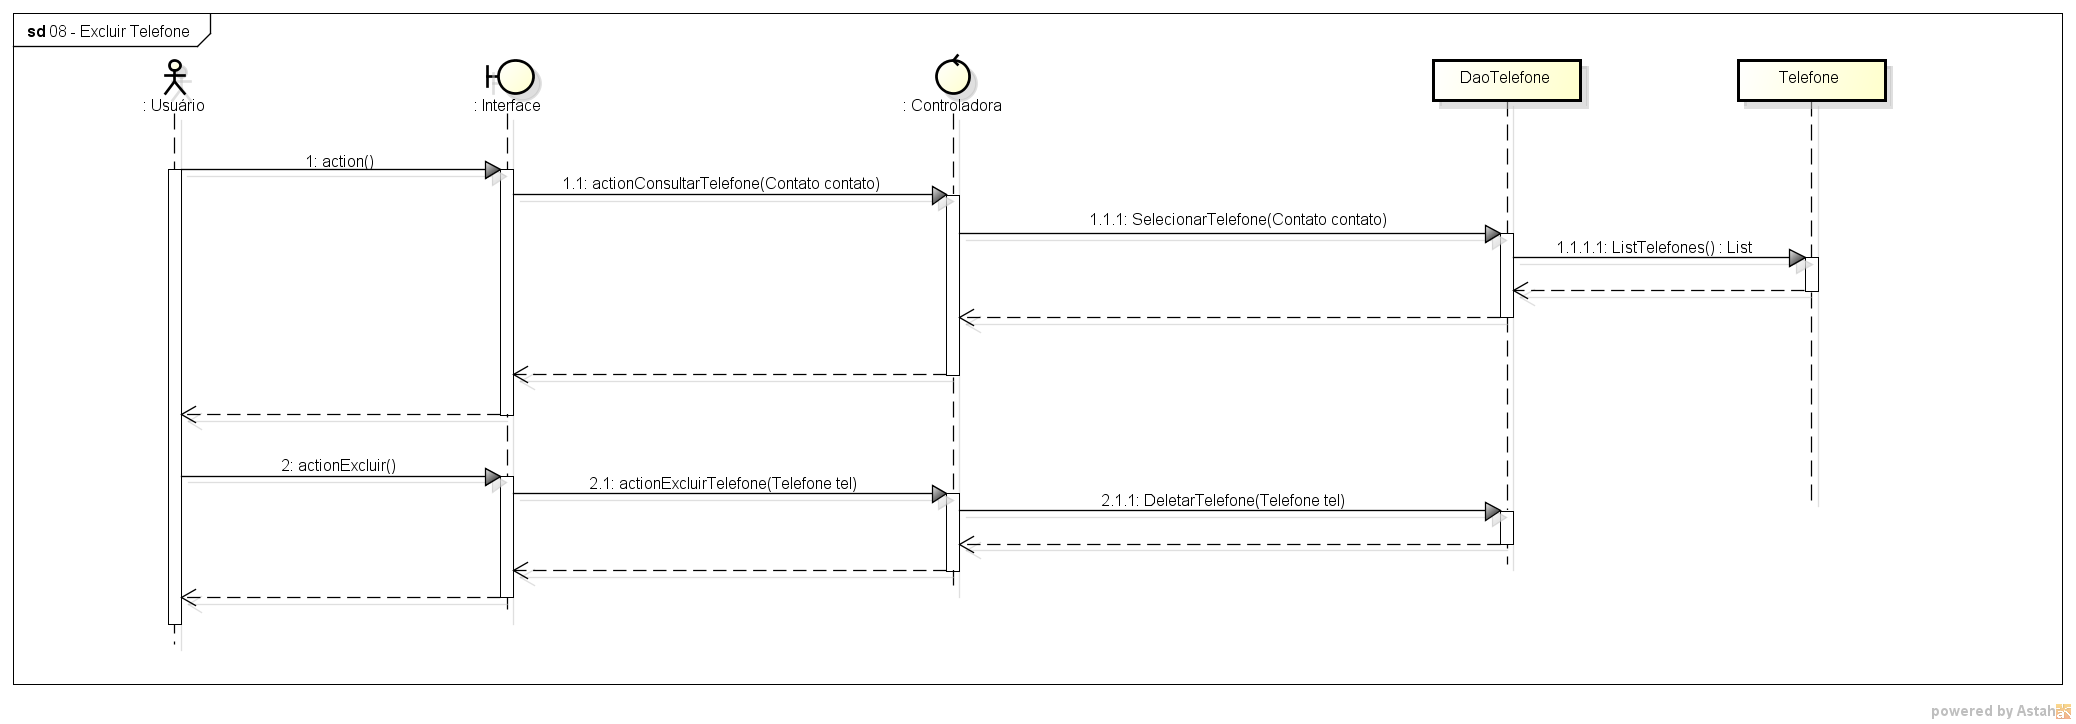 sd 08 - Excluir Telefone
: Usuário
: Interface
: Controladora
DaoTelefone
Telefone
1: action()
1.1: actionConsultarTelefone(Contato contato)
1.1.1: SelecionarTelefone(Contato contato)
1.1.1.1: ListTelefones() : List
2: actionExcluir()
2.1: actionExcluirTelefone(Telefone tel)
2.1.1: DeletarTelefone(Telefone tel)
powered by Astah